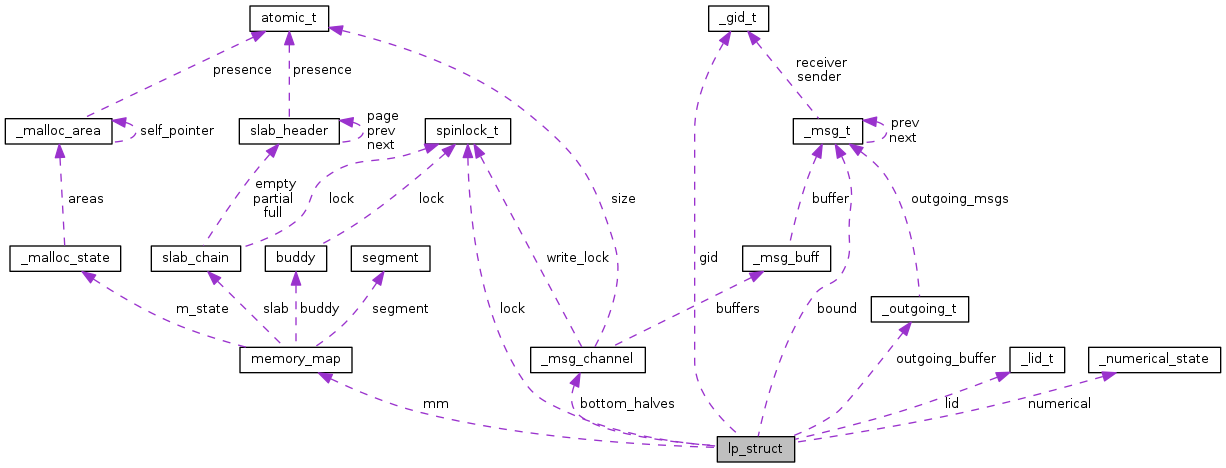 atomic_t
_gid_t
receiver
sender
presence
presence
_malloc_area
self_pointer
slab_header
page
prev
next
spinlock_t
_msg_t
prev
next
areas
empty
partial
full
lock
lock
size
buffer
outgoing_msgs
_malloc_state
slab_chain
buddy
segment
write_lock
gid
_msg_buff
m_state
slab
buddy
segment
lock
buffers
bound
_outgoing_t
memory_map
_msg_channel
outgoing_buffer
_lid_t
_numerical_state
mm
bottom_halves
lid
numerical
lp_struct